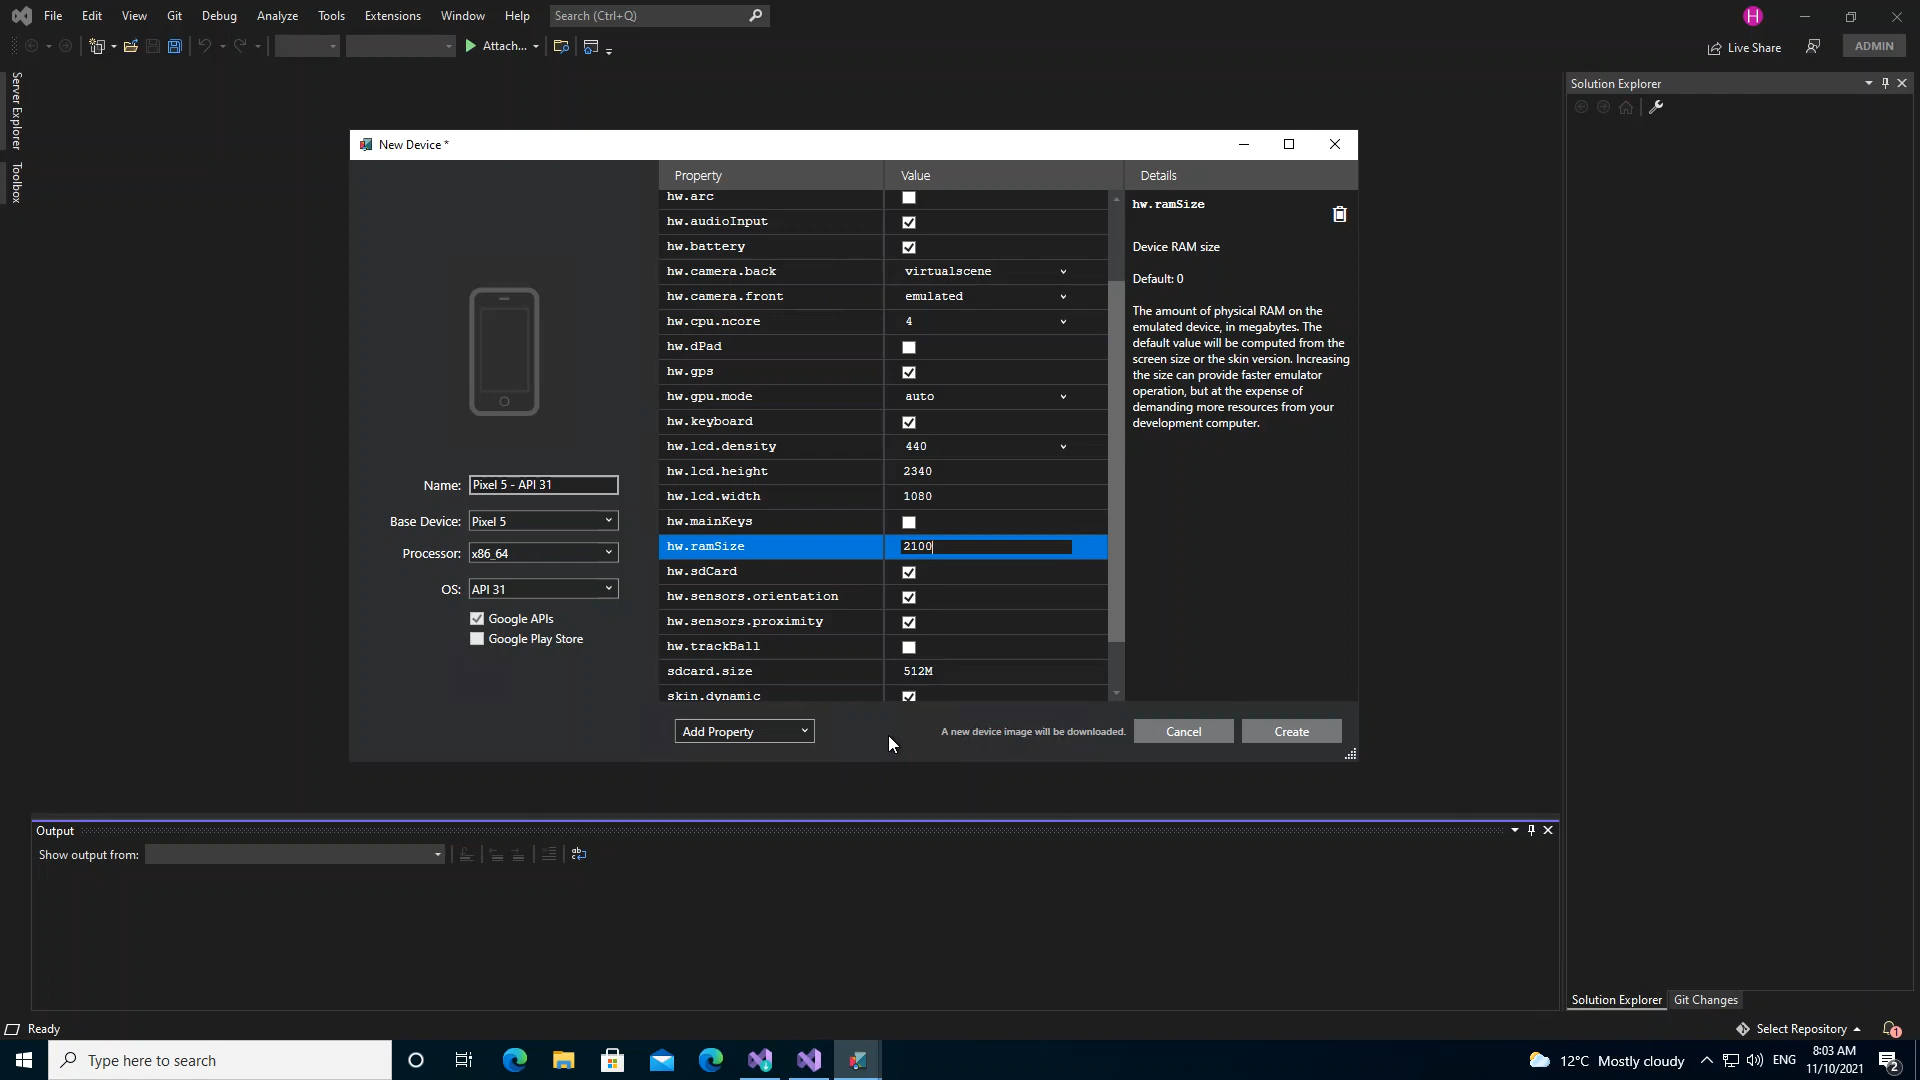 File Edit View Git Debug Analyze Tools Extensions Window Help Search (Ctrl+Q) H
Attach... Live Share ADMIN
Server Explorer
Toolbox
Solution Explorer
New Device *
Property Value Details
hw.arc
hw.audioInput
hw.battery
hw.camera.back virtualscene
hw.camera.front emulated
hw.cpu.ncore 4
hw.dPad
hw.gps
hw.gpu.mode auto
hw.keyboard
hw.lcd.density 440
hw.lcd.height 2340
hw.lcd.width 1080
hw.mainKeys
hw.ramSize 2100
hw.sdCard
hw.sensors.orientation
hw.sensors.proximity
hw.trackBall
sdcard.size 512M
skin.dynamic
hw.ramSize
Device RAM size
Default: 0
The amount of physical RAM on the
emulated device, in megabytes. The
default value will be computed from the
screen size or the skin version. Increasing
the size can provide faster emulator
operation, but at the expense of
demanding more resources from your
development computer.
Name: Pixel 5 - API 31
Base Device: Pixel 5
Processor: x86_64
OS: API 31
Google APIs
Google Play Store
Add Property A new device image will be downloaded. Cancel Create
Output
Show output from:
Solution Explorer Git Changes
Ready Select Repository 1
Type here to search 12°C Mostly cloudy ENG 8:03 AM
11/10/2021 2